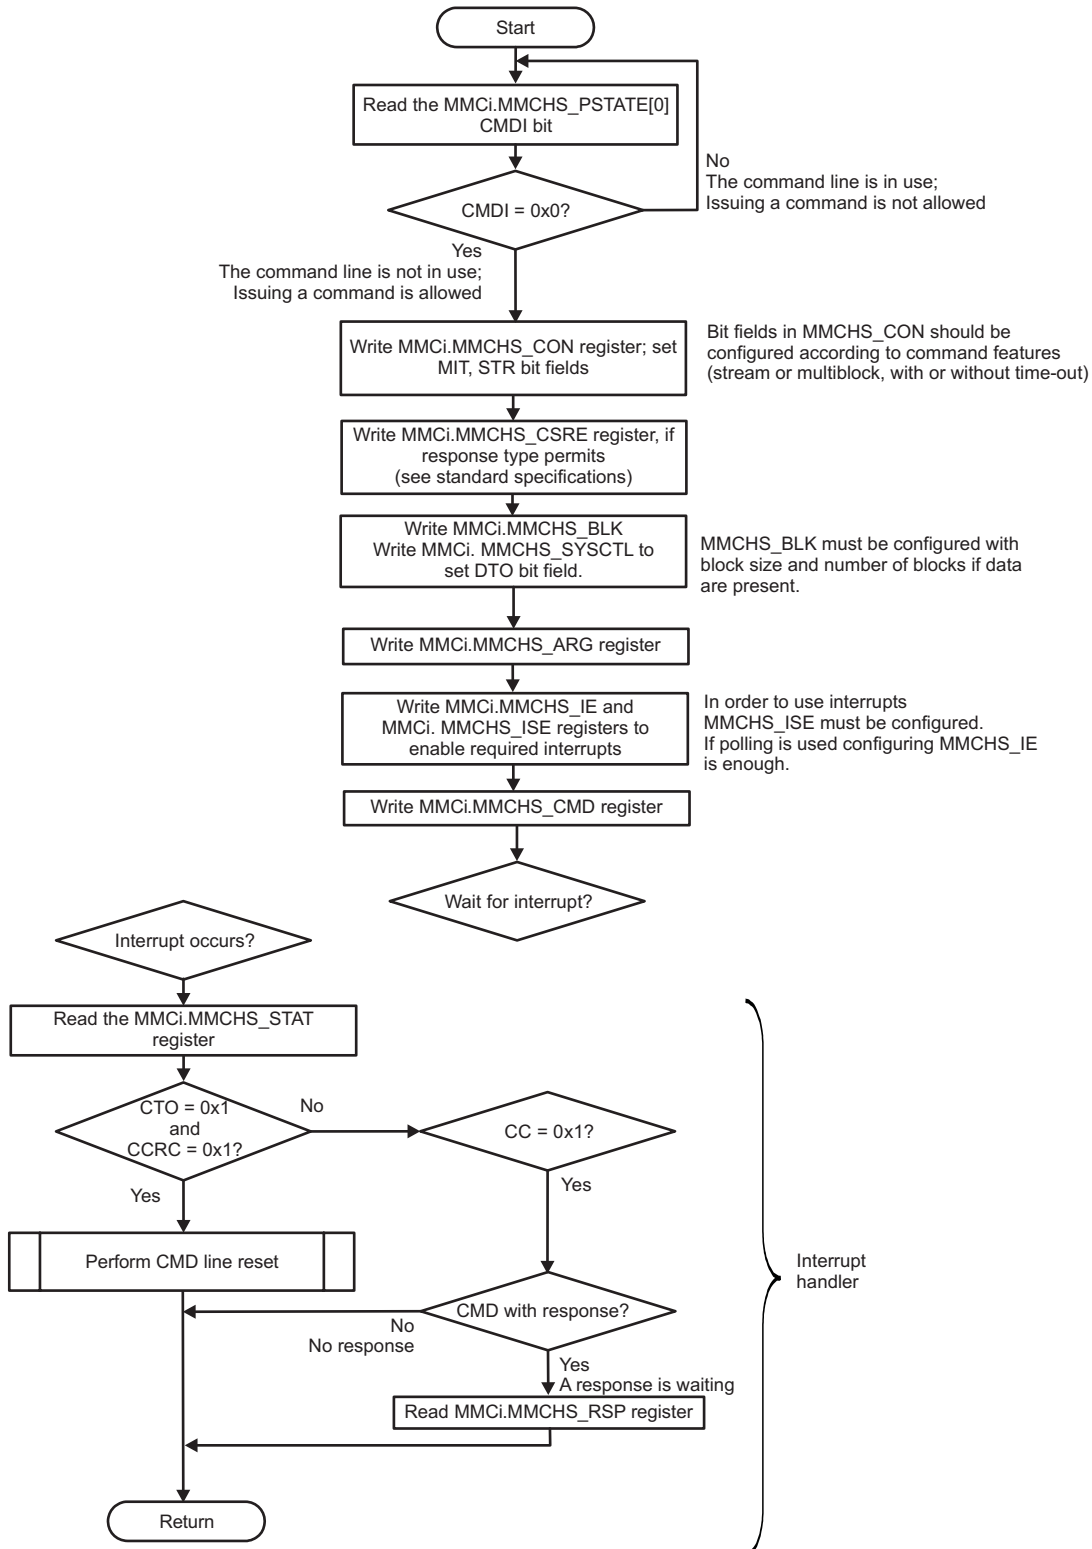 Start
Read the MMCi.MMCHS_PSTATE[0]
CMDI bit
No
The command line is in use;
Issuing a command is not allowed
CMDI = 0x0?
Yes
The command line is not in use;
Issuing a command is allowed
Write MMCi.MMCHS_CON register; set
MIT, STR bit fields
Bit fields in MMCHS_CON should be
configured according to command features
(stream or multiblock, with or without time-out)
Write MMCi.MMCHS_CSRE register, if
response type permits
(see standard specifications)
Write MMCi.MMCHS_BLK
Write MMCi. MMCHS_SYSCTL to
set DTO bit field.
MMCHS_BLK must be configured with
block size and number of blocks if data
are present.
Write MMCi.MMCHS_ARG register
Write MMCi.MMCHS_IE and
MMCi. MMCHS_ISE registers to
enable required interrupts
In order to use interrupts
MMCHS_ISE must be configured.
If polling is used configuring MMCHS_IE
is enough.
Write MMCi.MMCHS_CMD register
Wait for interrupt?
Interrupt occurs?
Read the MMCi.MMCHS_STAT
register
CTO = 0x1
and
CCRC = 0x1?
No
CC = 0x1?
Yes
Yes
Perform CMD line reset
Interrupt
handler
CMD with response?
No
No response
Yes
A response is waiting
Read MMCi.MMCHS_RSP register
Return